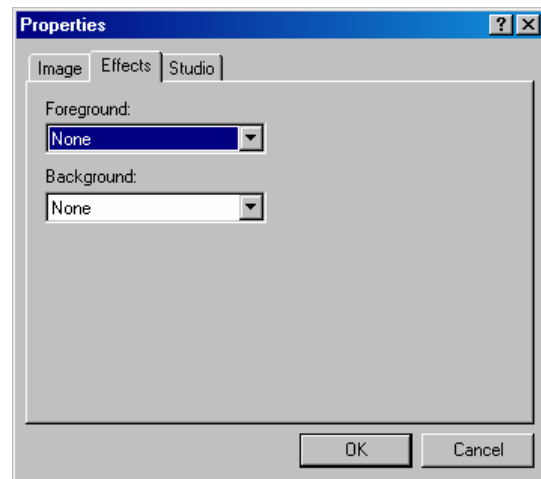 Properties
Image Effects Studio
Foreground:
None
Background:
None
OK Cancel